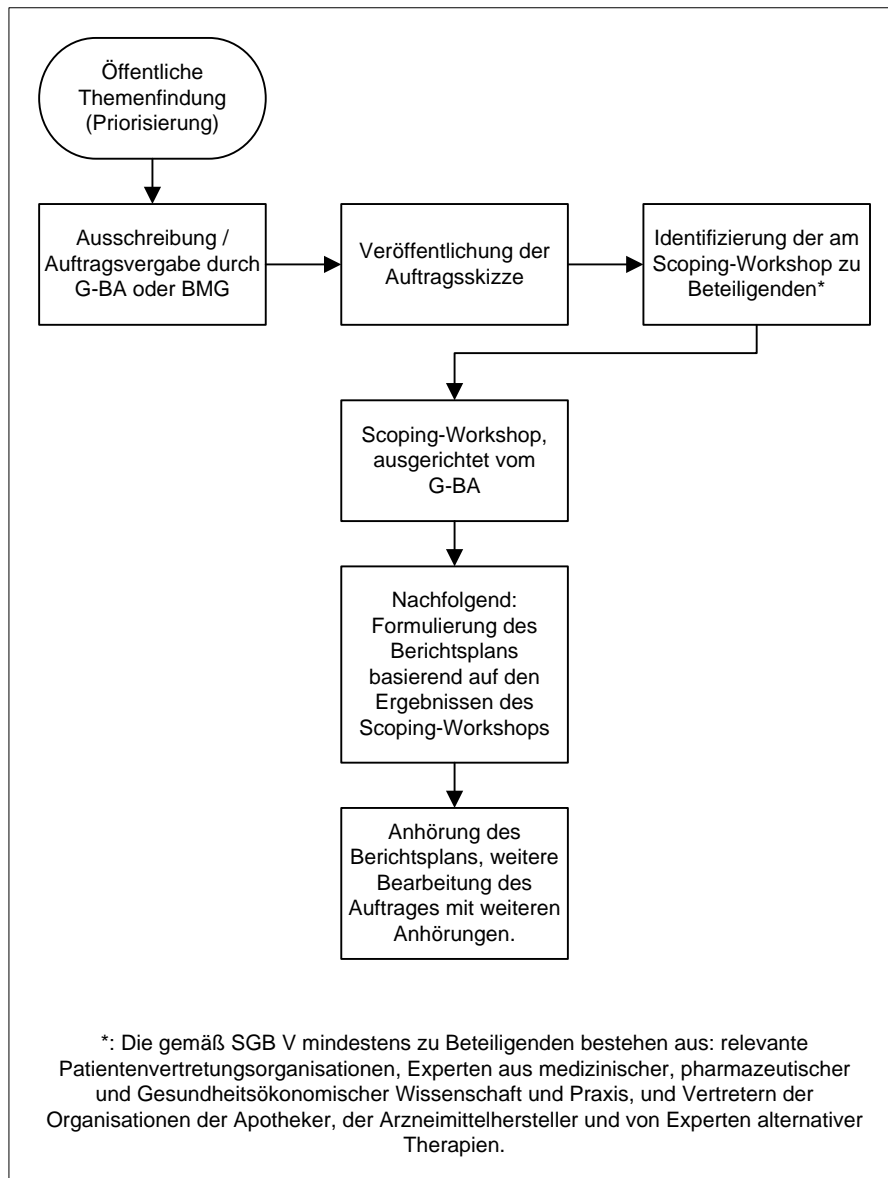 Öffentliche
Themenfindung
(Priorisierung)
Ausschreibung /
Auftragsvergabe durch
G-BA oder BMG
Veröffentlichung der
Auftragsskizze
Identifizierung der am
Scoping-Workshop zu
Beteiligenden*
Scoping-Workshop,
ausgerichtet vom
G-BA
Nachfolgend:
Formulierung des
Berichtsplans
basierend auf den
Ergebnissen des
Scoping-Workshops
Anhörung des
Berichtsplans, weitere
Bearbeitung des
Auftrages mit weiteren
Anhörungen.
*: Die gemäß SGB V mindestens zu Beteiligenden bestehen aus: relevante
Patientenvertretungsorganisationen, Experten aus medizinischer, pharmazeutischer
und Gesundheitsökonomischer Wissenschaft und Praxis, und Vertretern der
Organisationen der Apotheker, der Arzneimittelhersteller und von Experten alternativer
Therapien.